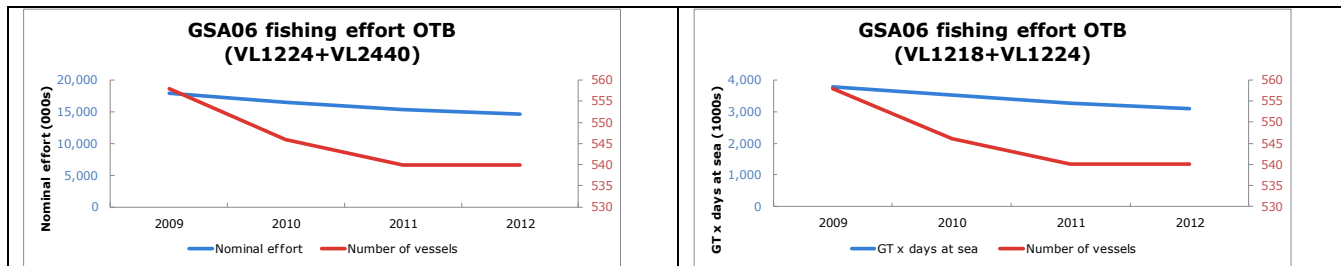 GSA06 fishing effort OTB
(VL1224+VL2440)
Nominal effort (000s)
20,000
15,000
10,000
5,000
0
560
555
550
545
540
535
530
2009 2010 2011 2012
Nominal effort Number of vessels
GSA06 fishing effort OTB
(VL1218+VL1224)
GT x days at sea (1000s)
4,000
3,000
2,000
1,000
0
560
555
550
545
540
535
530
2009 2010 2011 2012
GT x days at sea Number of vessels